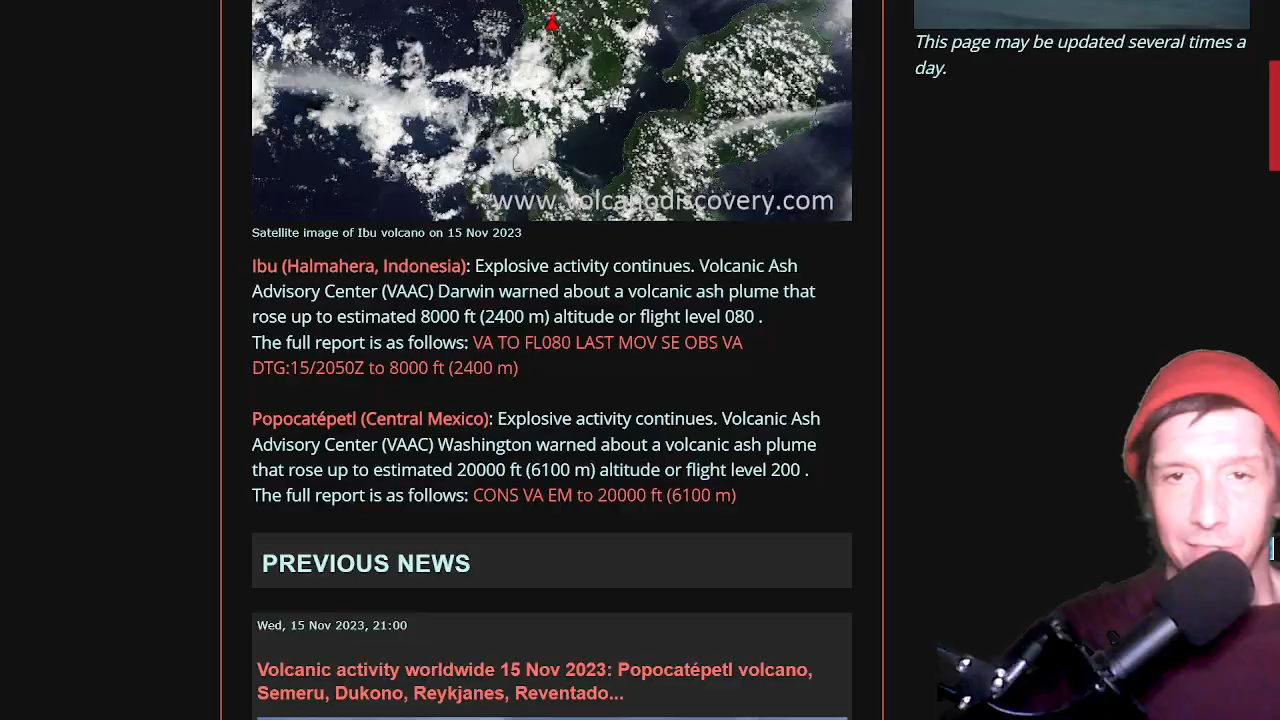 www.volcanodiscovery.com
Satellite image of Ibu volcano on 15 Nov 2023
Ibu (Halmahera, Indonesia): Explosive activity continues. Volcanic Ash
Advisory Center (VAAC) Darwin warned about a volcanic ash plume that
rose up to estimated 8000 ft (2400 m) altitude or flight level 080 .
The full report is as follows: VA TO FL080 LAST MOV SE OBS VA
DTG:15/2050Z to 8000 ft (2400 m)
Popocatépetl (Central Mexico): Explosive activity continues. Volcanic Ash
Advisory Center (VAAC) Washington warned about a volcanic ash plume
that rose up to estimated 20000 ft (6100 m) altitude or flight level 200 .
The full report is as follows: CONS VA EM to 20000 ft (6100 m)
PREVIOUS NEWS
Wed, 15 Nov 2023, 21:00
Volcanic activity worldwide 15 Nov 2023: Popocatépetl volcano,
Semeru, Dukono, Reykjanes, Reventado...
This page may be updated several times a
day.